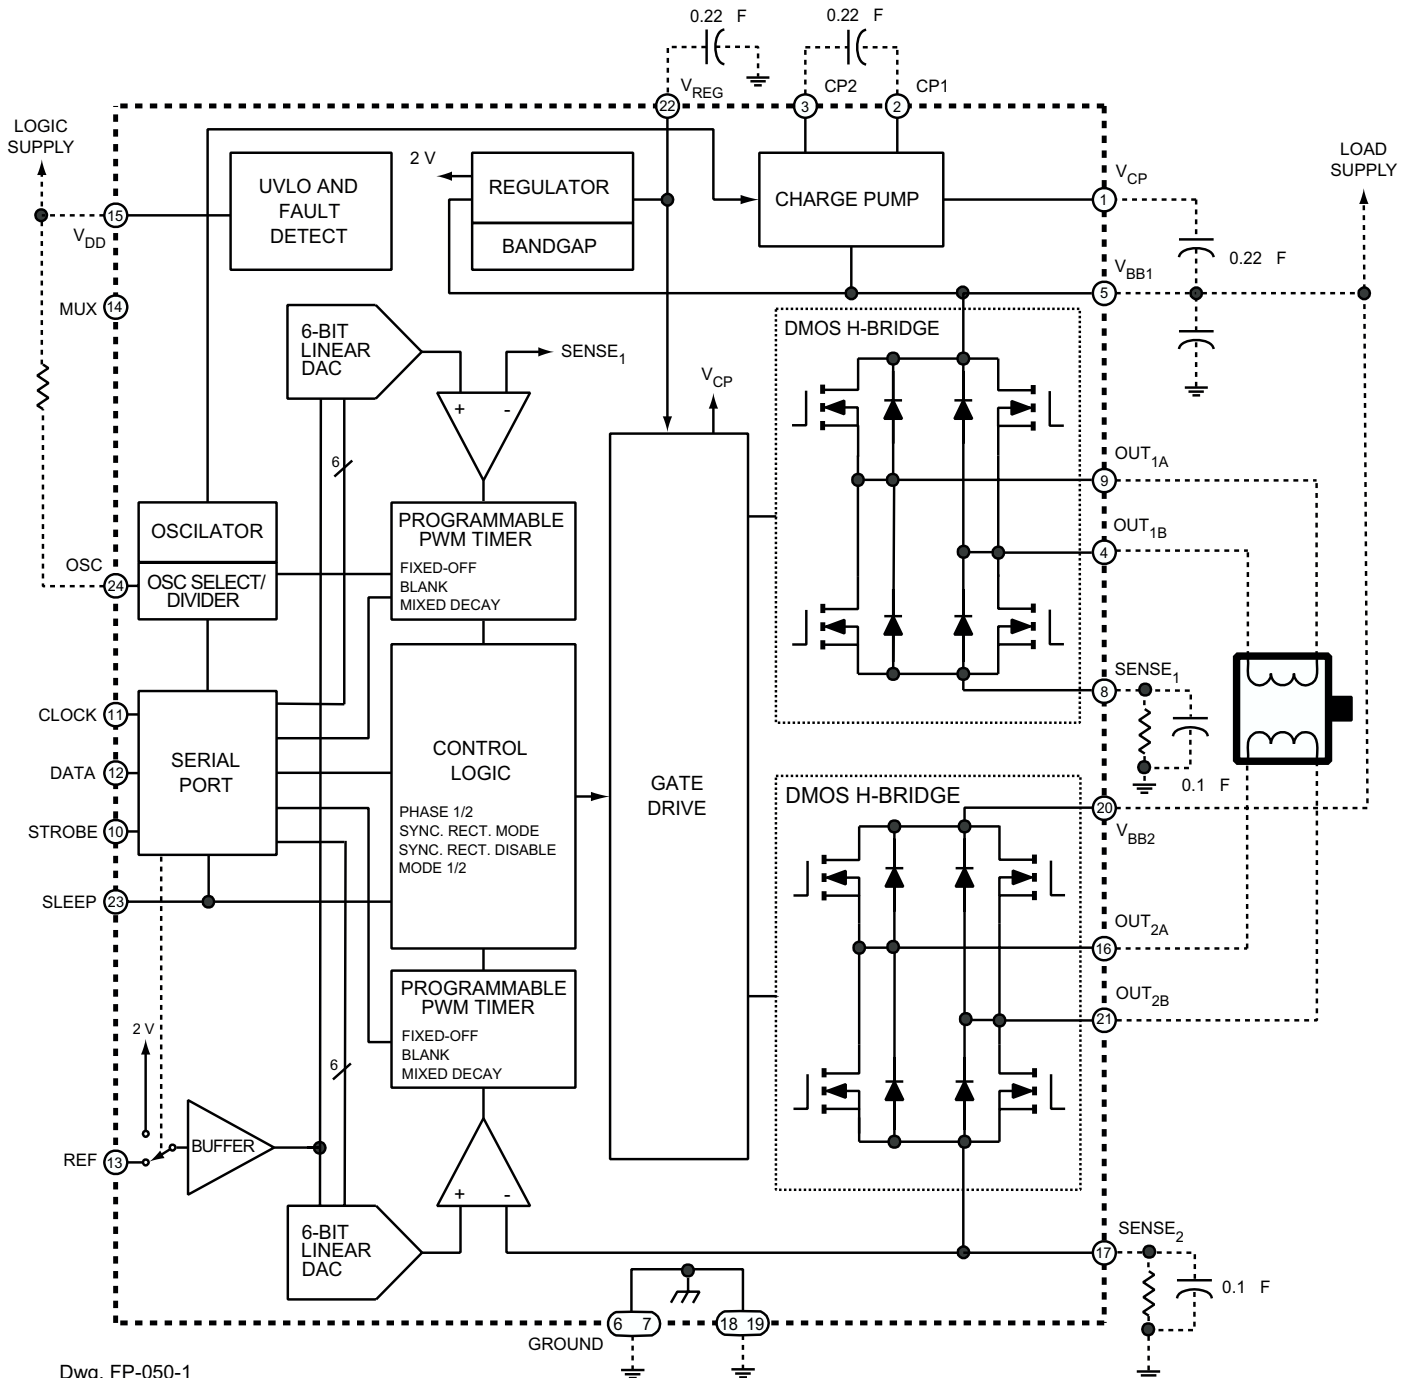 0.22 F
0.22 F
V_REG
22
CP2
3
CP1
2
LOGIC
SUPPLY
LOAD
SUPPLY
2 V
UVLO AND
FAULT
DETECT
REGULATOR
BANDGAP
CHARGE PUMP
V_CP
1
15
V_DD
0.22 F
V_BB1
5
MUX
14
6-BIT
LINEAR
DAC
SENSE_1
DMOS H-BRIDGE
+ -
V_CP
6
OUT_1A
9
OSCILATOR
PROGRAMMABLE
PWM TIMER
FIXED-OFF
BLANK
MIXED DECAY
OUT_1B
4
OSC
24
OSC SELECT/
DIVIDER
SENSE_1
8
CLOCK
11
DATA
12
STROBE
10
SERIAL
PORT
CONTROL
LOGIC
PHASE 1/2
SYNC. RECT. MODE
SYNC. RECT. DISABLE
MODE 1/2
GATE
DRIVE
0.1 F
DMOS H-BRIDGE
20
V_BB2
SLEEP
23
OUT_2A
16
PROGRAMMABLE
PWM TIMER
FIXED-OFF
BLANK
MIXED DECAY
OUT_2B
21
2 V
6
BUFFER
REF
13
+ -
6-BIT
LINEAR
DAC
SENSE_2
17
0.1 F
GROUND
6 7
18 19
Dwg. FP-050-1